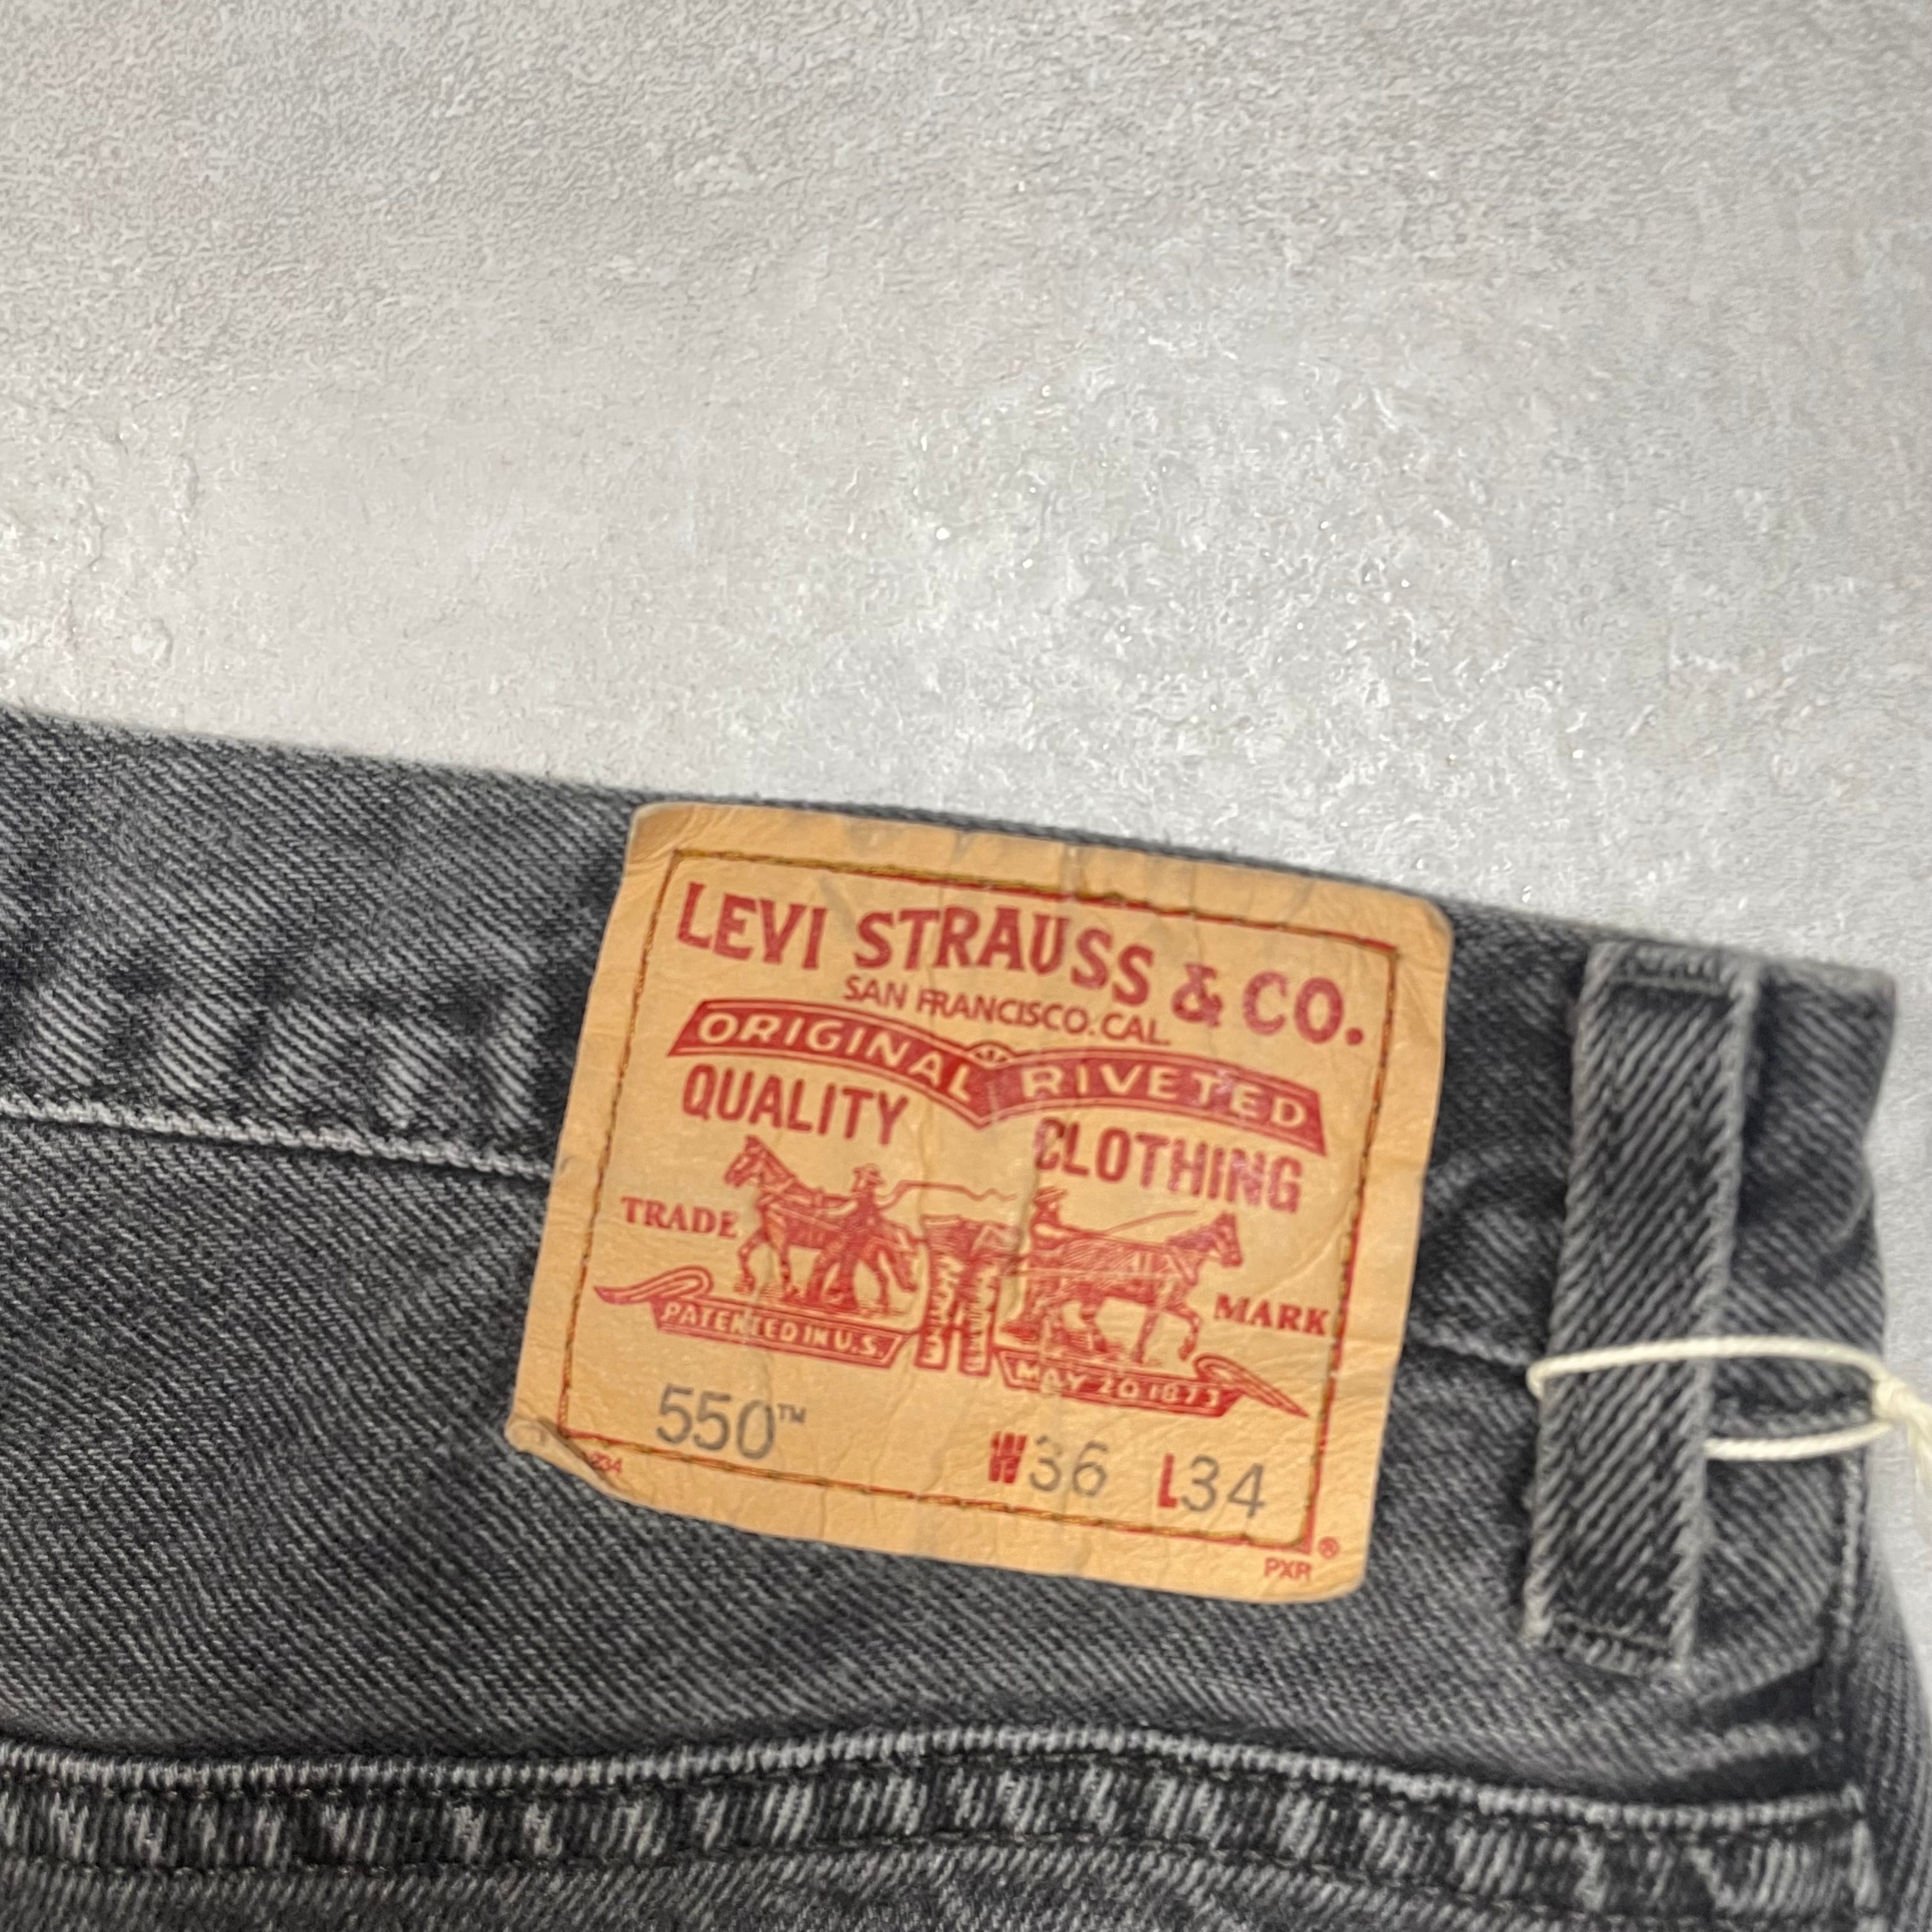 LEVI STRAUSS & CO.
SAN FRANCISCO. CAL.
ORIGINAL RIVETED
QUALITY CLOTHING
TRADE MARK
PATENTED IN U.S. MAY 20 1873
550™ W36 L34
®
PXR